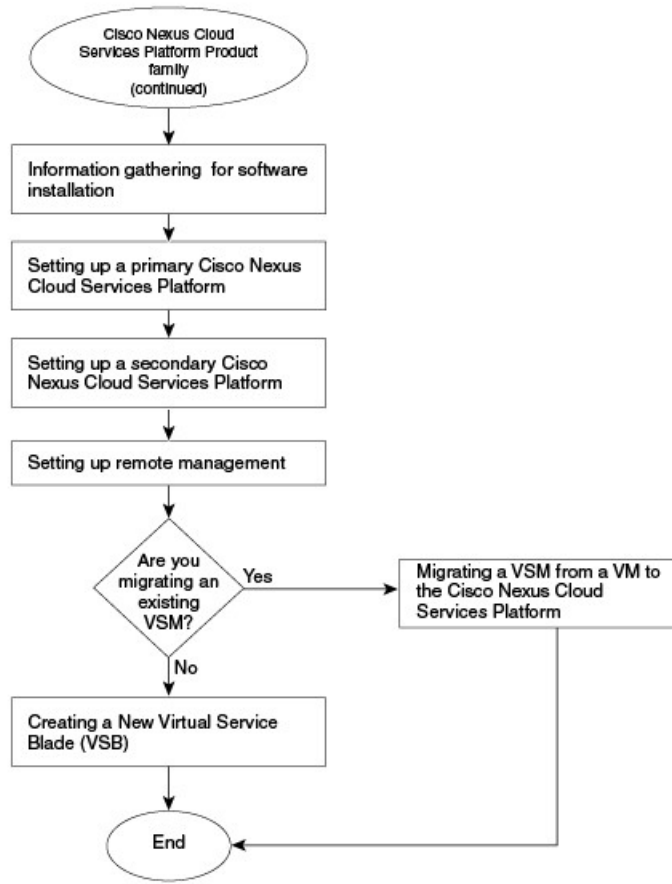 Cisco Nexus Cloud
Services Platform Product
family
(continued)
Information gathering for software
installation
Setting up a primary Cisco Nexus
Cloud Services Platform
Setting up a secondary Cisco
Nexus Cloud Services Platform
Setting up remote management
Are you
migrating an
existing
VSM?
Yes
Migrating a VSM from a VM to
the Cisco Nexus Cloud
Services Platform
No
Creating a New Virtual Service
Blade (VSB)
End